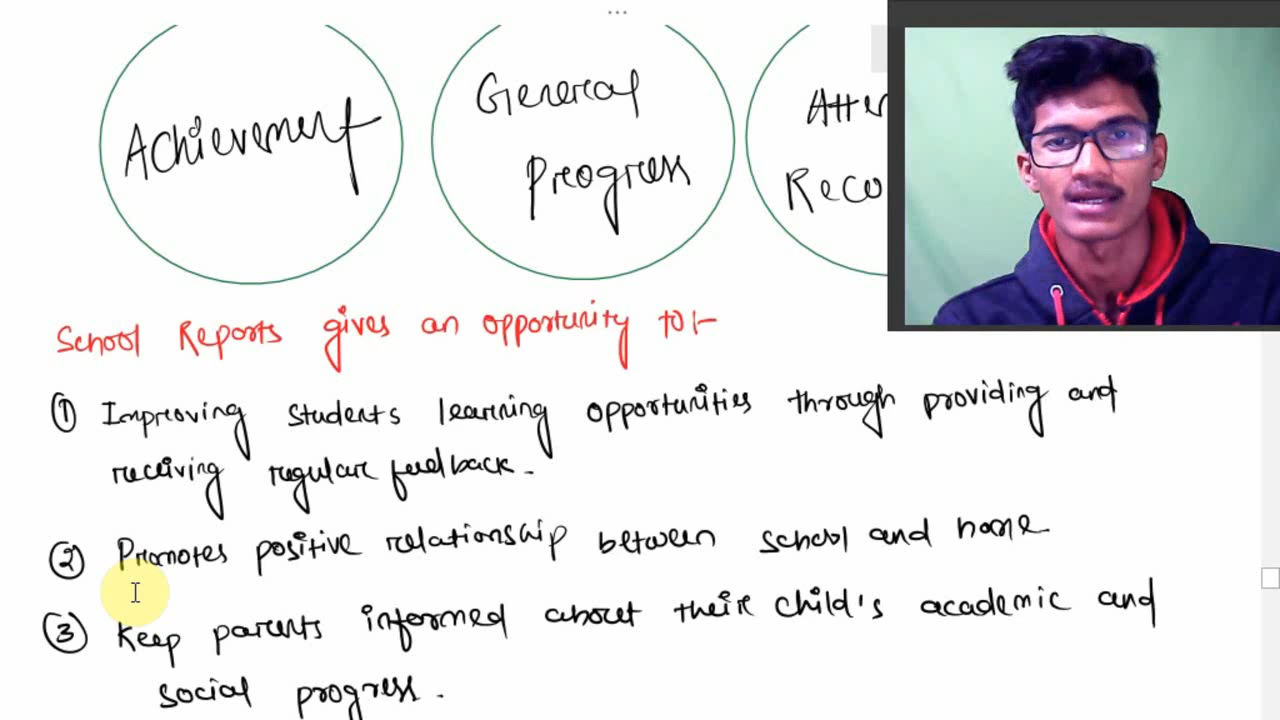 Achievement
General
Progress
School Reports gives an opportunity to:-
① Improving students learning opportunities through providing and
receiving regular feedback.
② Promotes positive relationship between school and home
③ Keep parents informed about their child's academic and
social progress.